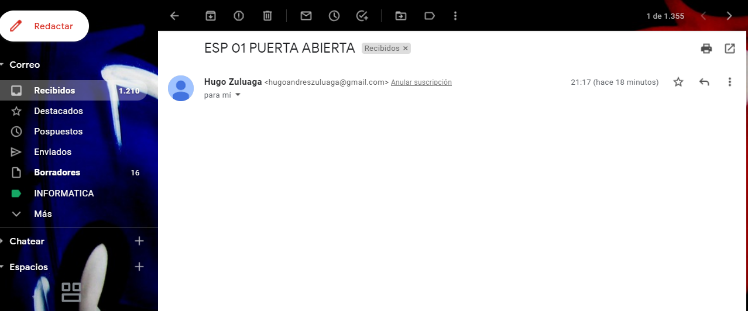 Redactar
1 de 1.355
ESP 01 PUERTA ABIERTA Recibidos ×
Correo
Hugo Zuluaga <hugoandreszuluaga@gmail.com> Anular suscripción
21:17 (hace 18 minutos)
para mí
Recibidos 1.210
Destacados
Pospuestos
Enviados
Borradores 16
INFORMATICA
Más
Chatear
Espacios